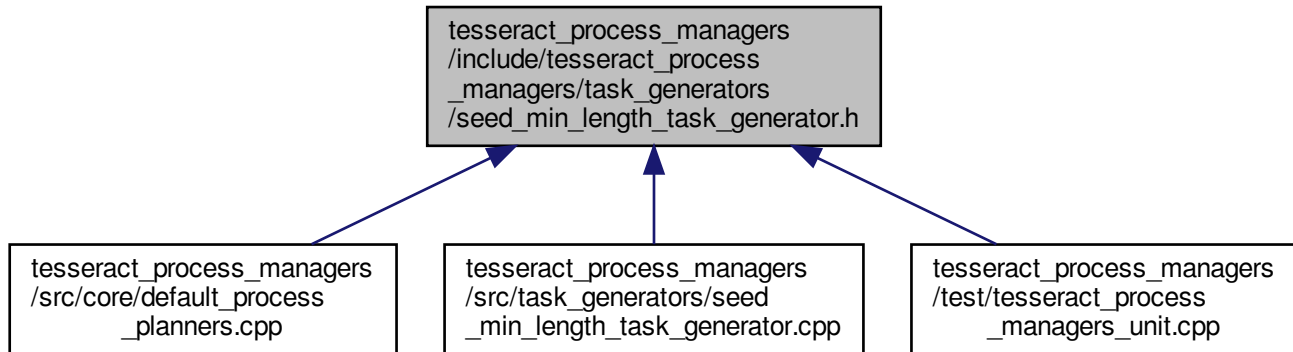 tesseract_process_managers
/include/tesseract_process
_managers/task_generators
/seed_min_length_task_generator.h
tesseract_process_managers
/src/core/default_process
_planners.cpp
tesseract_process_managers
/src/task_generators/seed
_min_length_task_generator.cpp
tesseract_process_managers
/test/tesseract_process
_managers_unit.cpp